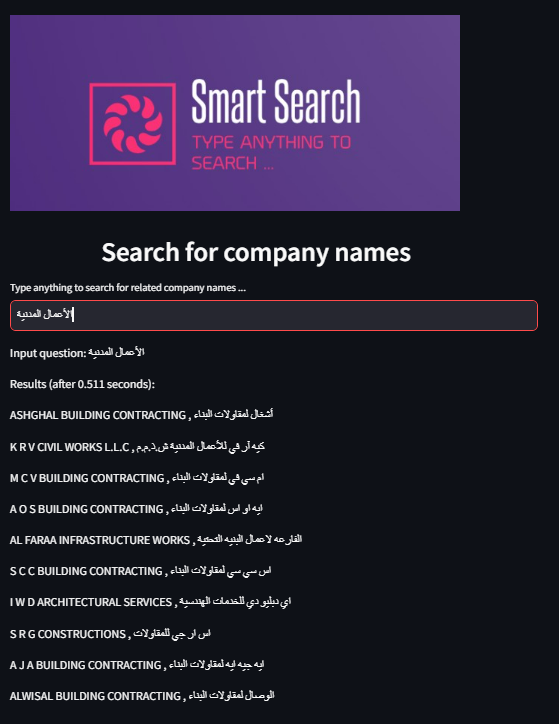 Smart Search
TYPE ANYTHING TO
SEARCH ...
Search for company names
Type anything to search for related company names ...
الأعمال المدنية
Input question: الأعمال المدنية
Results (after 0.511 seconds):
ASHGHAL BUILDING CONTRACTING , أشغال لمقاولات البناء
K R V CIVIL WORKS L.L.C , كيه آر في للأعمال المدنية ش.ذ.م.م
M C V BUILDING CONTRACTING , ام سي في لمقاولات البناء
A O S BUILDING CONTRACTING , ايه او اس لمقاولات البناء
AL FARAA INFRASTRUCTURE WORKS , الفارعه لاعمال البنيه التحتية
S C C BUILDING CONTRACTING , اس سي سي لمقاولات البناء
I W D ARCHITECTURAL SERVICES , اي دبليو دي للخدمات الهندسية
S R G CONSTRUCTIONS , اس ار جي للمقاولات
A J A BUILDING CONTRACTING , ايه جيه ايه لمقاولات البناء
ALWISAL BUILDING CONTRACTING , الوصال لمقاولات البناء